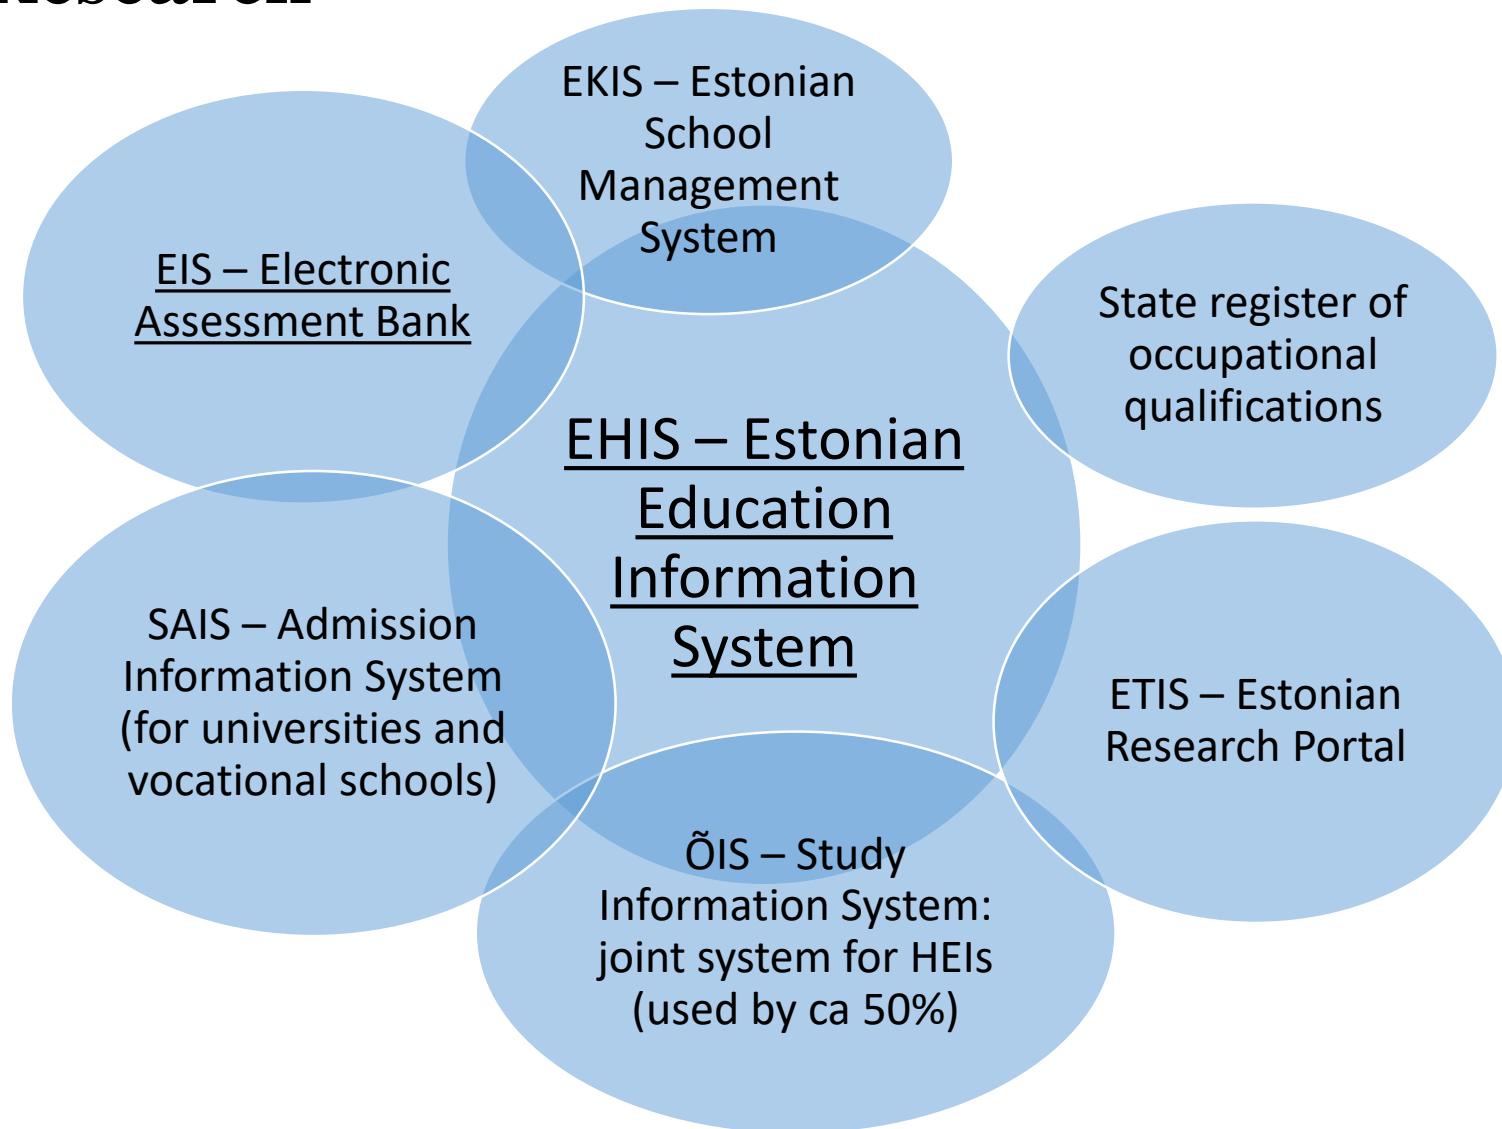 EKIS – Estonian
School
Management
System
EIS – Electronic
Assessment Bank
State register of
occupational
qualifications
EHIS – Estonian
Education
Information
System
SAIS – Admission
Information System
(for universities and
vocational schools)
ETIS – Estonian
Research Portal
ÕIS – Study
Information System:
joint system for HEIs
(used by ca 50%)